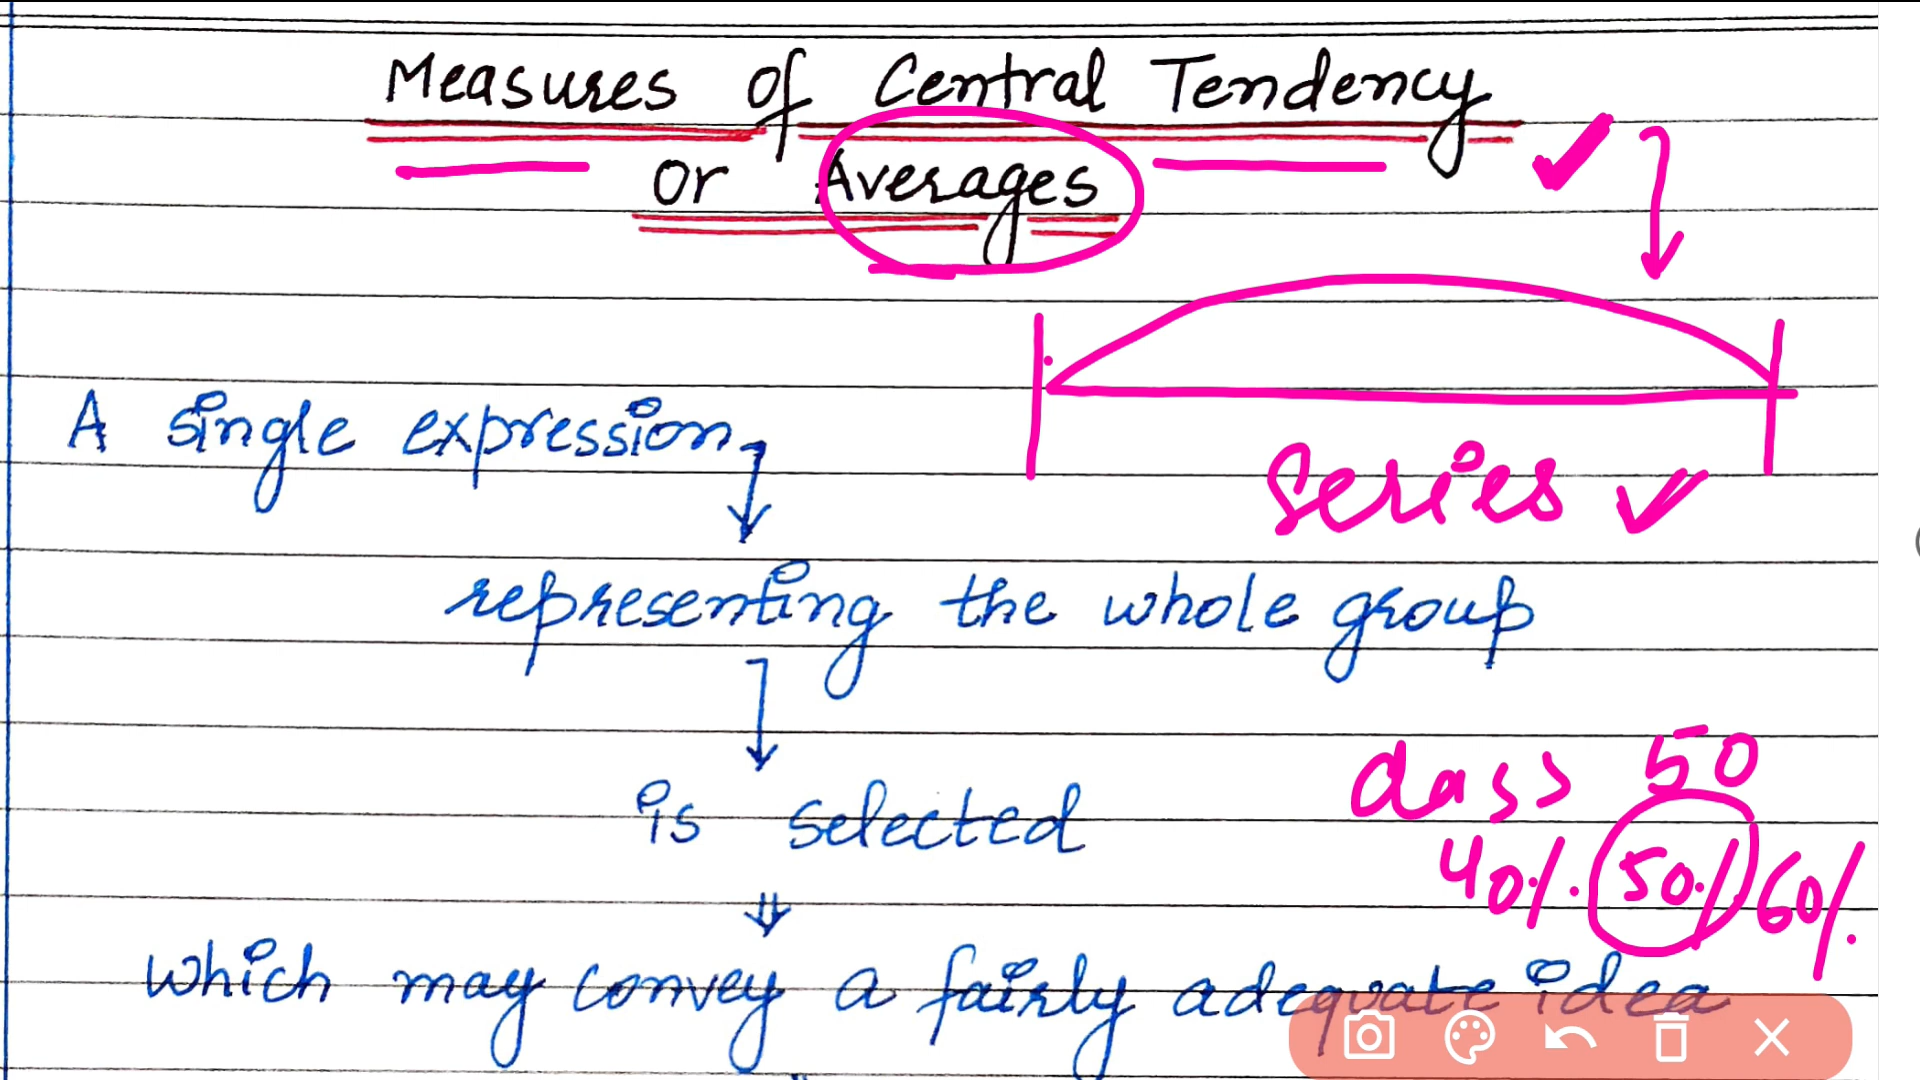 Measures of Central Tendency
Or Averages
A single expression
Series
representing the whole group
class 50
is selected
40%. 50% 60%.
which may convey a fairly adequate idea